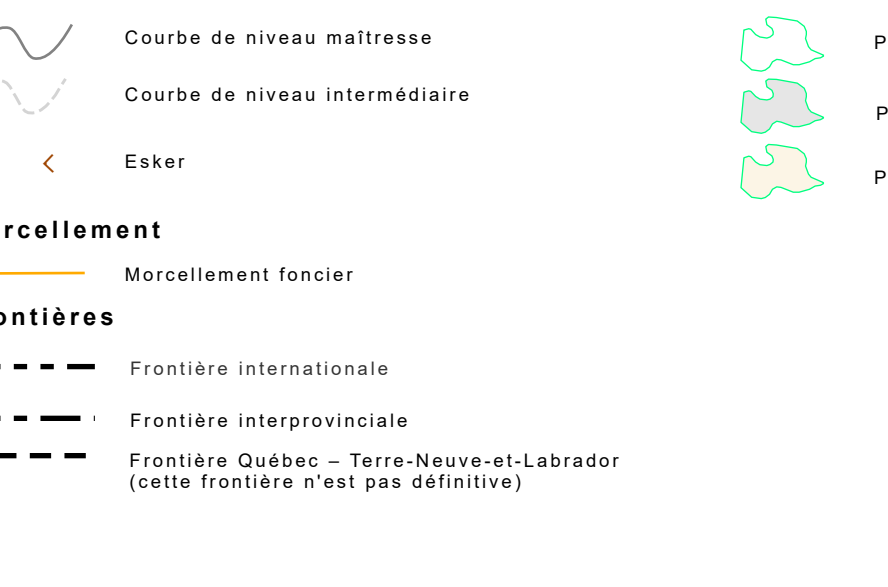 Courbe de niveau maîtresse
P
Courbe de niveau intermédiaire
P
Esker
P
rcellement
Morcellement foncier
ontières
Frontière internationale
Frontière interprovinciale
Frontière Québec – Terre-Neuve-et-Labrador
(cette frontière n'est pas définitive)